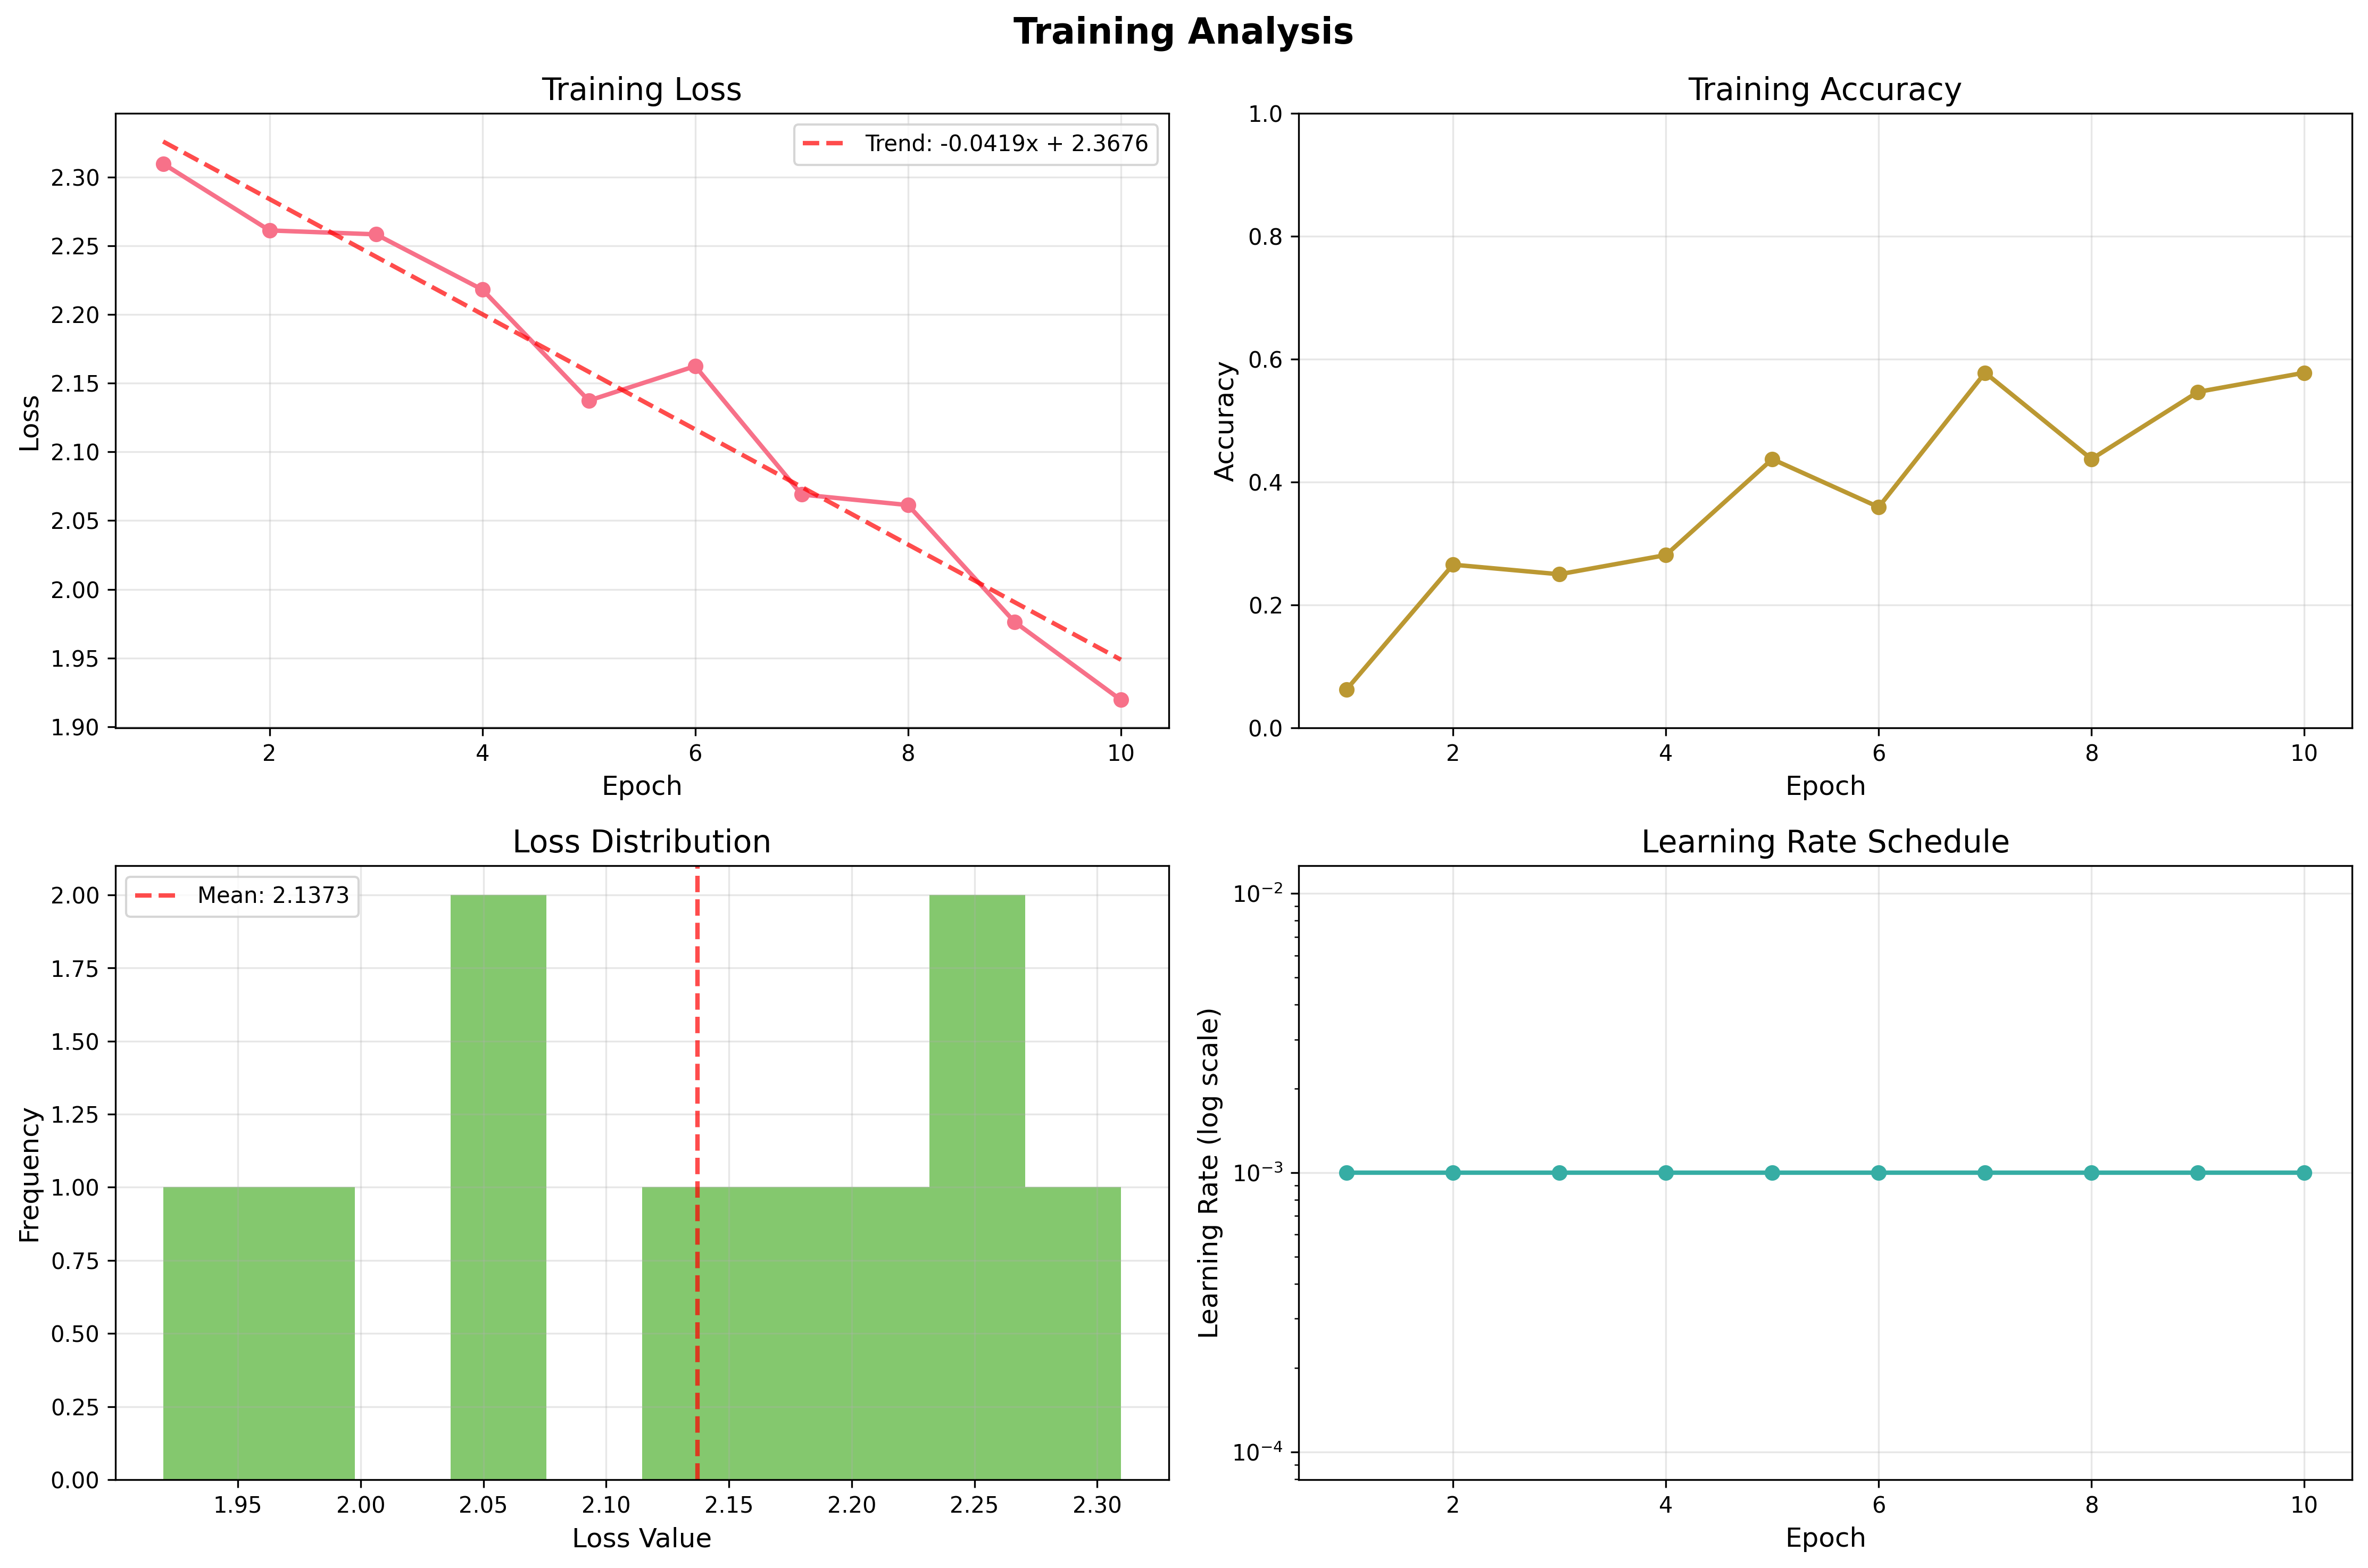 Training Analysis
Training Loss
Trend: -0.0419x + 2.3676
Loss
2.30
2.25
2.20
2.15
2.10
2.05
2.00
1.95
1.90
2 4 6 8 10
Epoch
Training Accuracy
Accuracy
1.0
0.8
0.6
0.4
0.2
0.0
2 4 6 8 10
Epoch
Loss Distribution
Mean: 2.1373
Frequency
2.00
1.75
1.50
1.25
1.00
0.75
0.50
0.25
0.00
1.95 2.00 2.05 2.10 2.15 2.20 2.25 2.30
Loss Value
Learning Rate Schedule
Learning Rate (log scale)
10⁻²
10⁻³
10⁻⁴
2 4 6 8 10
Epoch